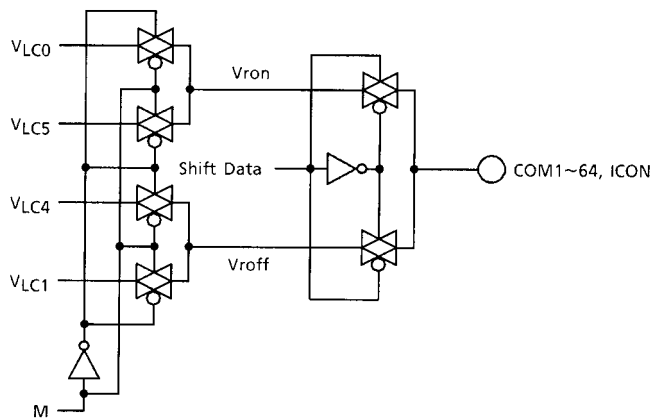 VLC0
Vron
VLC5
Shift Data
COM1~64, ICON
VLC4
Vroff
VLC1
M